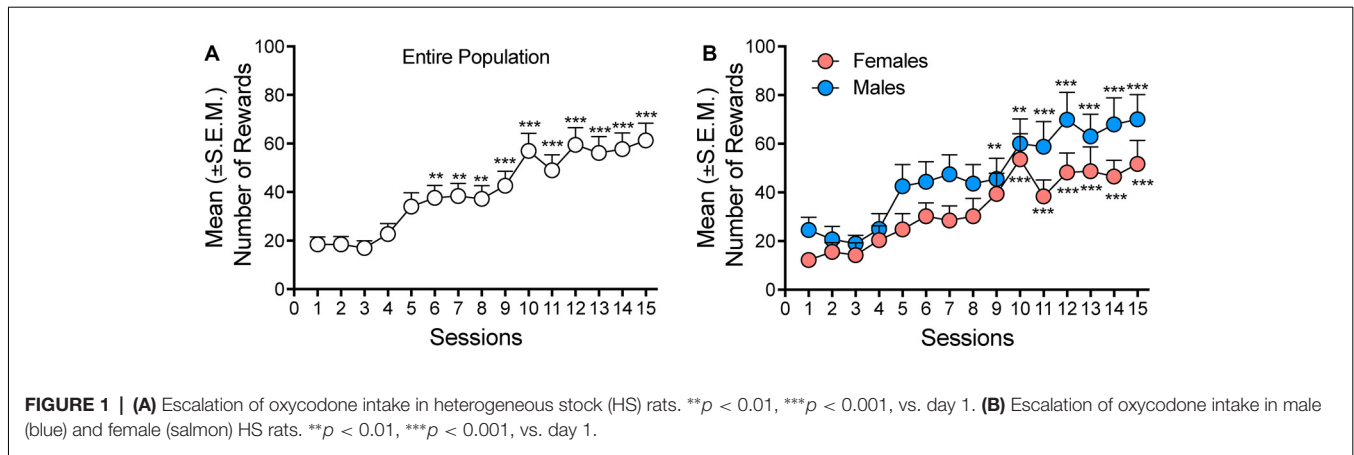 A
Entire Population
Mean (±S.E.M.)
Number of Rewards
100
80
60
40
20
0
** ** ** *** *** *** *** *** *** ***
0 1 2 3 4 5 6 7 8 9 10 11 12 13 14 15
Sessions
B
Females
Males
Mean (±S.E.M.)
Number of Rewards
100
80
60
40
20
0
** ** *** *** *** *** ***
*** *** *** *** *** ***
0 1 2 3 4 5 6 7 8 9 10 11 12 13 14 15
Sessions
FIGURE 1 | (A) Escalation of oxycodone intake in heterogeneous stock (HS) rats. **p < 0.01, ***p < 0.001, vs. day 1. (B) Escalation of oxycodone intake in male
(blue) and female (salmon) HS rats. **p < 0.01, ***p < 0.001, vs. day 1.